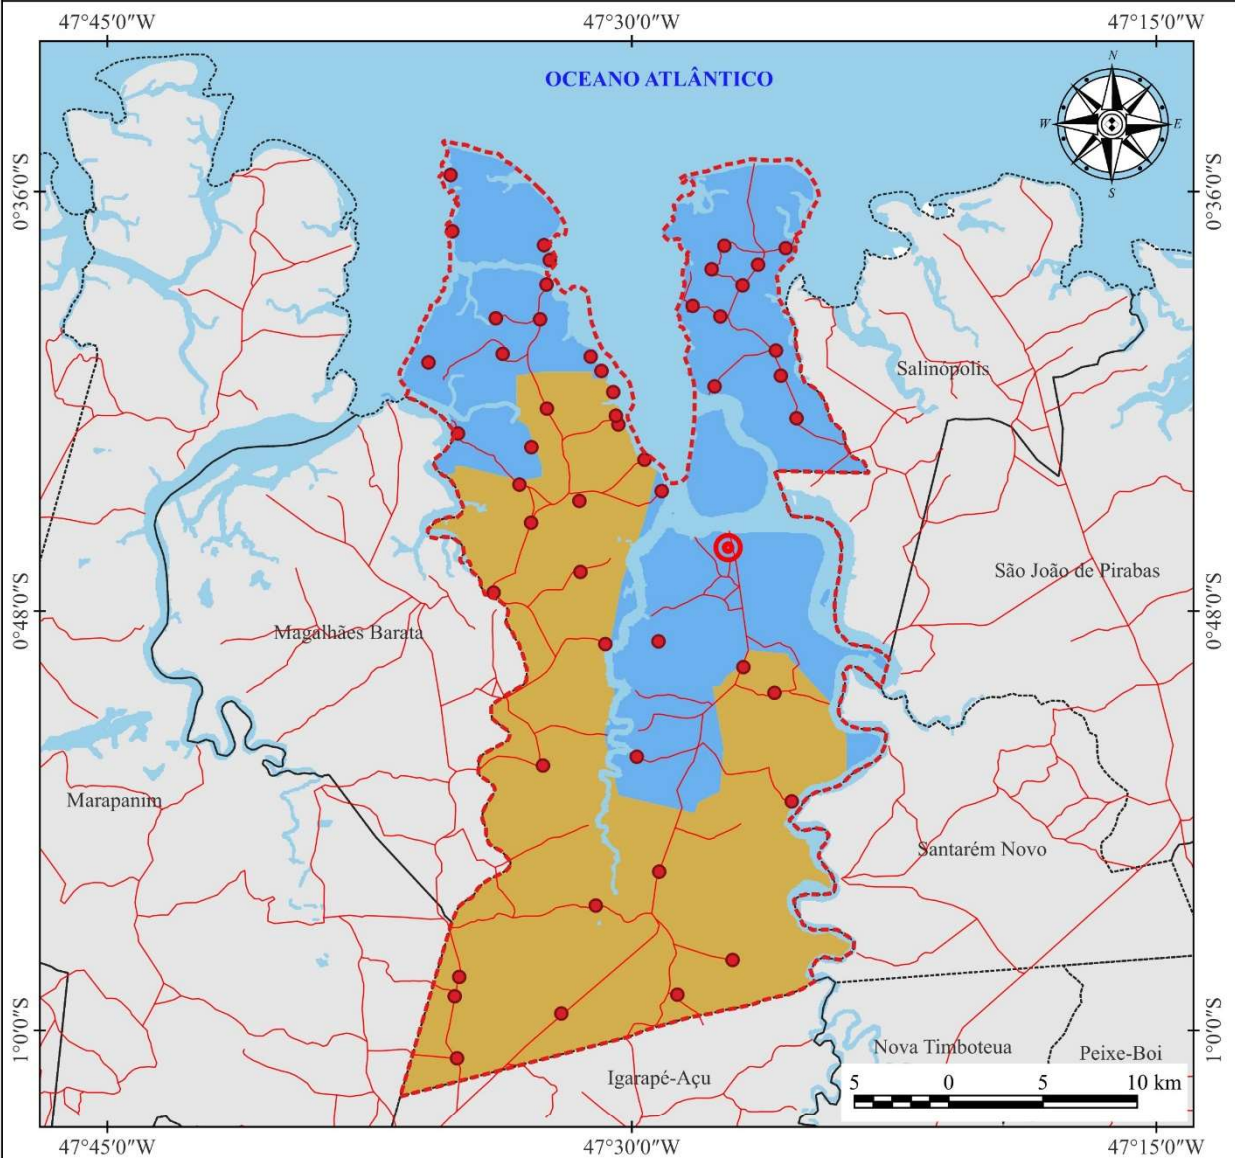 47°45′0″W 47°30′0″W 47°15′0″W
OCEANO ATLÂNTICO
N
W E
S
0°36′0″S 0°36′0″S
Salinópolis
São João de Pirabas
0°48′0″S 0°48′0″S
Magalhães Barata
Marapanim
Santarém Novo
1°0′0″S 1°0′0″S
Nova Timboteua
Peixe-Boi
Igarapé-Açu
5 0 5 10 km
47°45′0″W 47°30′0″W 47°15′0″W